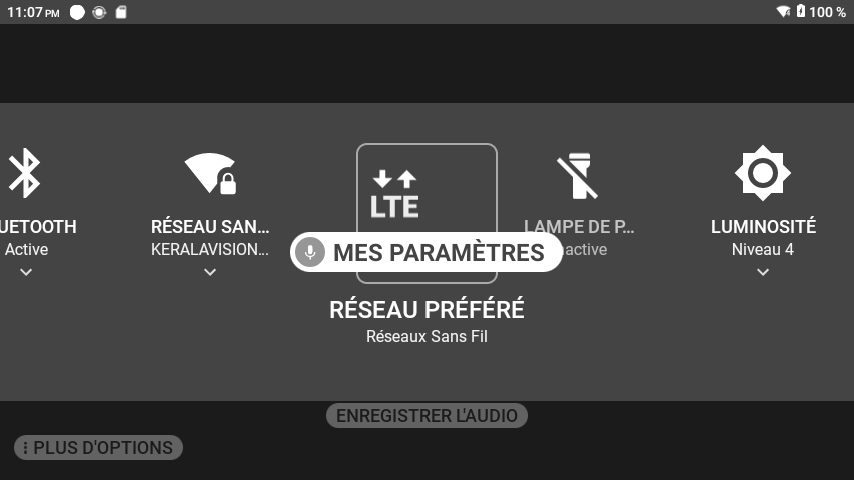 11:07 PM
100 %
LTE
UETOOTH
Active
RÉSEAU SAN...
KERALAVISION...
LAMPE DE P...
active
LUMINOSITÉ
Niveau 4
MES PARAMÈTRES
RÉSEAU PRÉFÉRÉ
Réseaux Sans Fil
ENREGISTRER L'AUDIO
PLUS D'OPTIONS